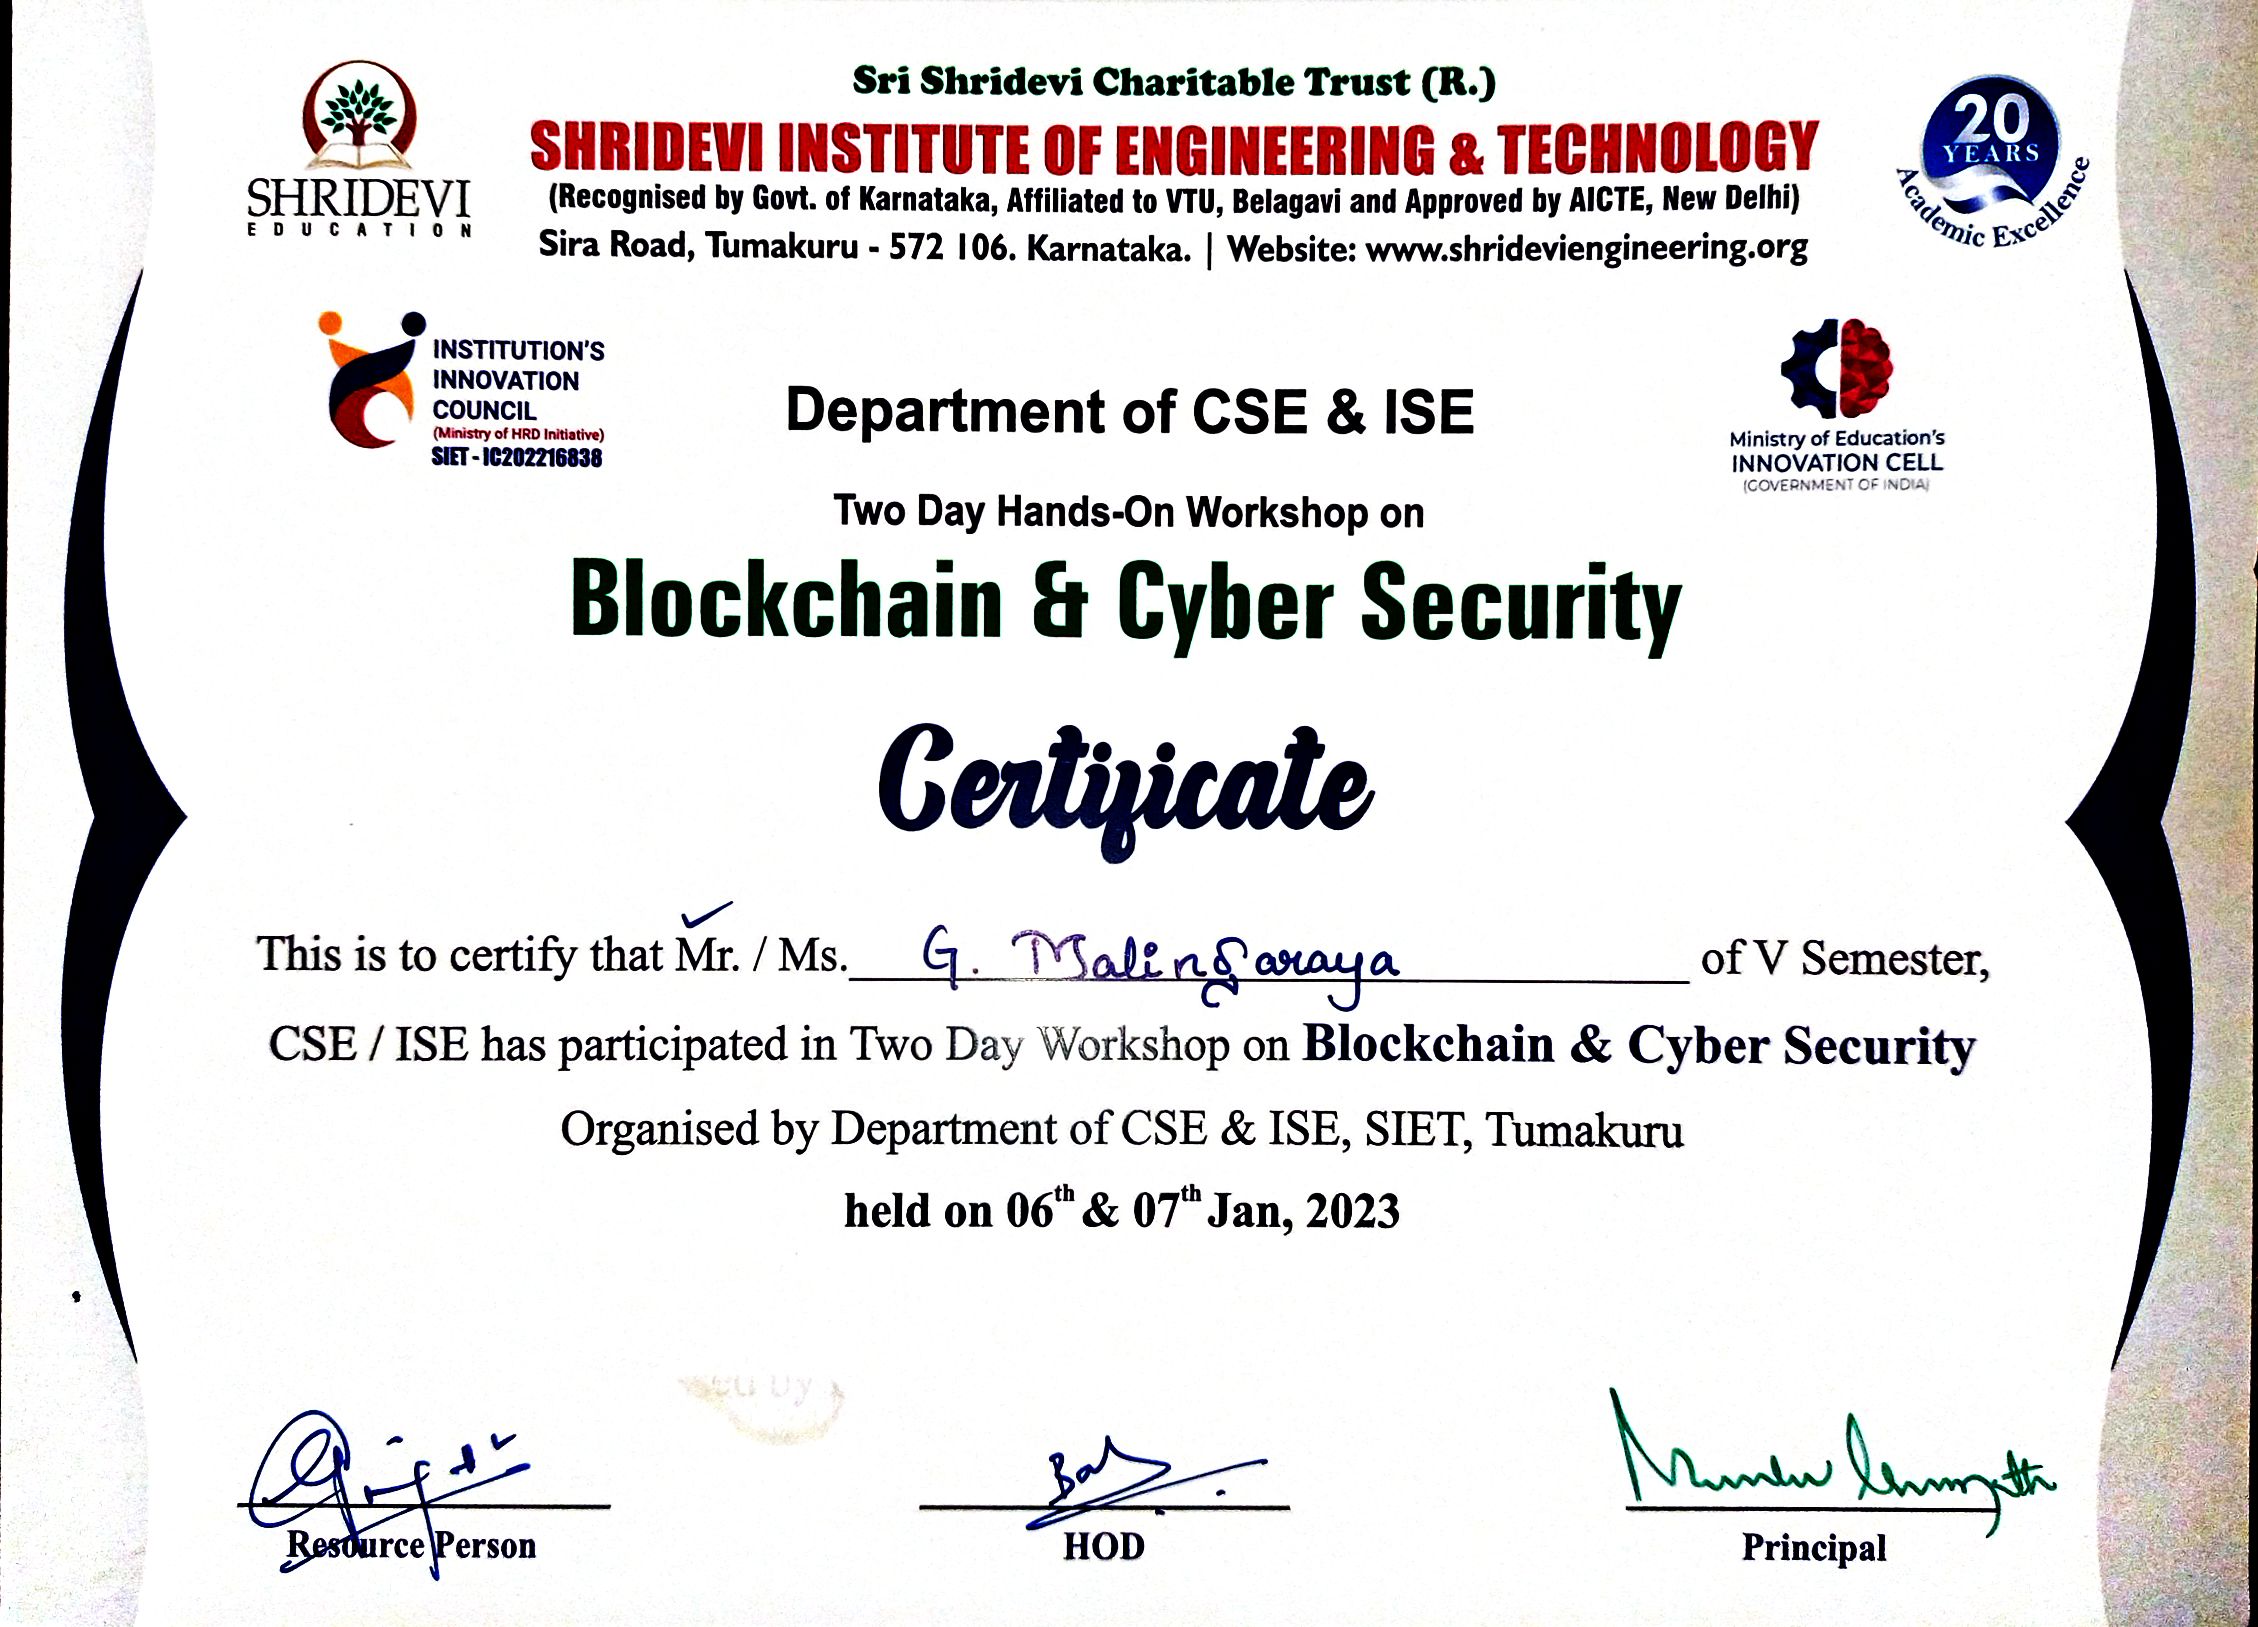 Sri Shridevi Charitable Trust (R.)
SHRIDEVI INSTITUTE OF ENGINEERING & TECHNOLOGY
(Recognised by Govt. of Karnataka, Affiliated to VTU, Belagavi and Approved by AICTE, New Delhi)
Sira Road, Tumakuru - 572 106. Karnataka. | Website: www.shrideviengineering.org
SHRIDEVI
EDUCATION
20
YEARS
Academic Excellence
INSTITUTION'S
INNOVATION
COUNCIL
(Ministry of HRD Initiative)
SIET - IC202216838
Ministry of Education's
INNOVATION CELL
(GOVERNMENT OF INDIA)
Department of CSE & ISE
Two Day Hands-On Workshop on
Blockchain & Cyber Security
Certificate
This is to certify that Mr. / Ms. G. Malingaraya of V Semester,
CSE / ISE has participated in Two Day Workshop on Blockchain & Cyber Security
Organised by Department of CSE & ISE, SIET, Tumakuru
held on 06th & 07th Jan, 2023
Resource Person
HOD
Principal